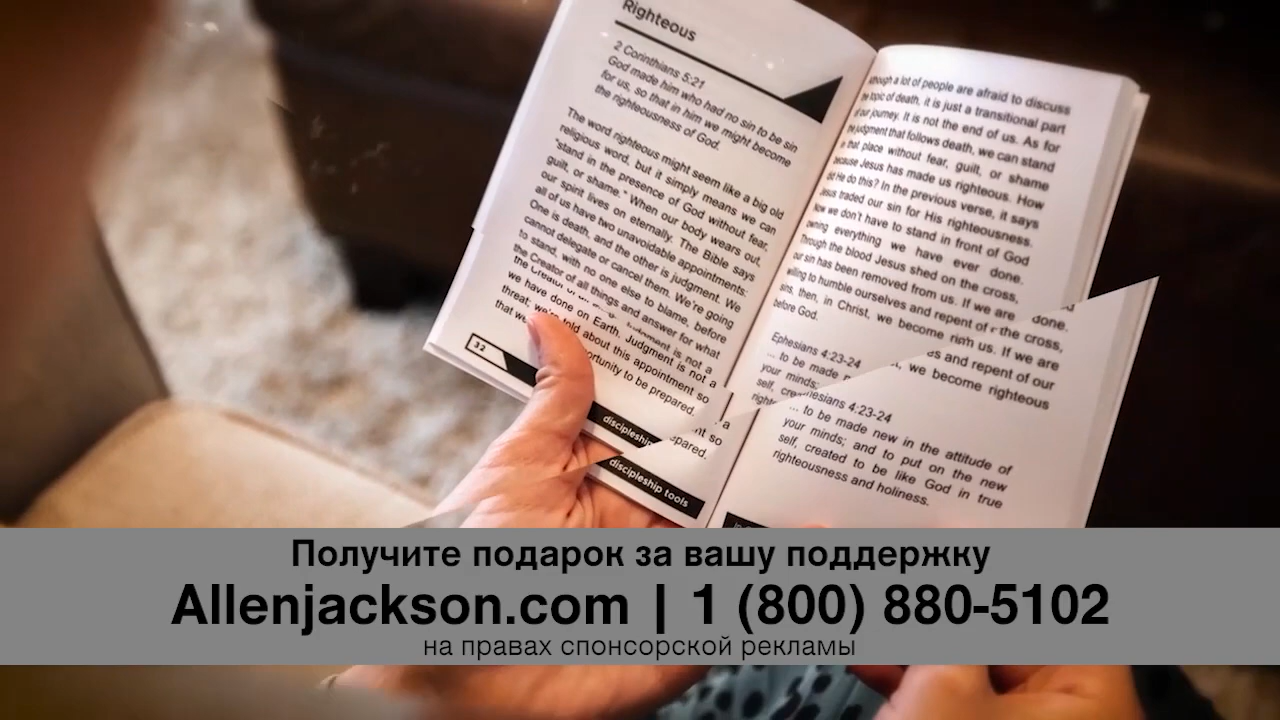 Righteous
2 Corinthians 5:21
God made him who had no sin to be sin
for us, so that in him we might become
the righteousness of God.
The word righteous might seem like a big old
religious word, but it simply means we can
"stand in the presence of God without fear,
guilt, or shame." When our body wears out,
our spirit lives on eternally. The Bible says
all of us have two unavoidable appointments:
One is death, and the other is judgment. We
cannot delegate or cancel them. We're going
to stand, with no one else to blame, before
the Creator of all things and answer for what
we have done on Earth. Judgment is not a
threat; we're told about this appointment so
that we
opportunity to be prepared.
32
discipleship
discipleship tools
although a lot of people are afraid to discuss
the topic of death, it is just a transitional part
of our journey. It is not the end of us. As for
the judgment that follows death, we can stand
in that place without fear, guilt, or shame
because Jesus has made us righteous. How
did He do this? In the previous verse, it says
Jesus traded our sin for His righteousness.
Now we don't have to stand in front of God
owning everything we have ever done.
Through the blood Jesus shed on the cross,
our sin has been removed from us. If we are
willing to humble ourselves and repent of our
sins, then, in Christ, we become righteous
before God.
Ephesians 4:23-24
... to be made new in the attitude of
your minds; and to put on the new
self, created to be like God in true
righteousness and holiness.
Получите подарок за вашу поддержку
Allenjackson.com | 1 (800) 880-5102
на правах спонсорской рекламы